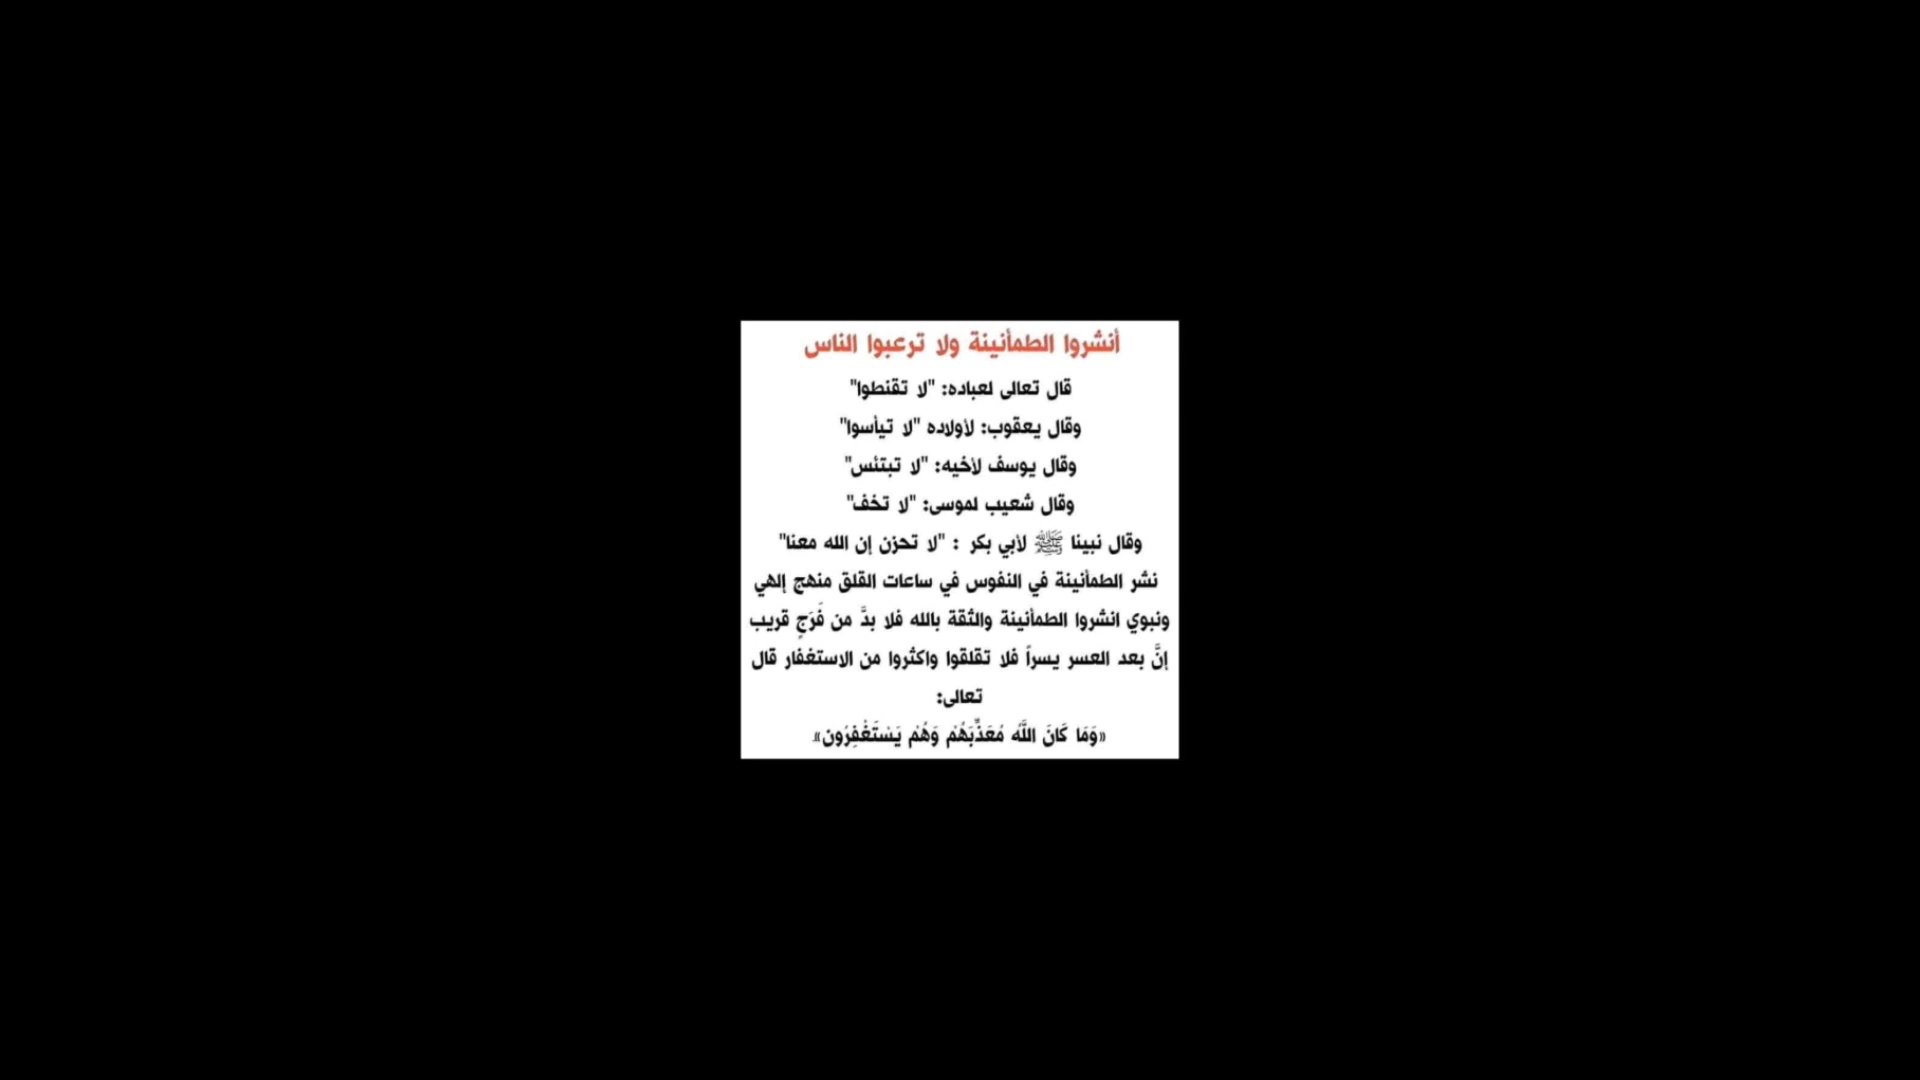 أنشروا الطمأنينة ولا ترعبوا الناس
قال تعالى لعباده: "لا تقنطوا"
وقال يعقوب: لأولاده "لا تيأسوا"
وقال يوسف لأخيه: "لا تبتئس"
وقال شعيب لموسى: "لا تخف"
وقال نبينا ﷺ لأبي بكر : "لا تحزن إن الله معنا"
نشر الطمأنينة في النفوس في ساعات القلق منهج إلهي
ونبوي انشروا الطمأنينة والثقة بالله فلا بدَّ من فَرَجٍ قريب
إنَّ بعد العسر يسراً فلا تقلقوا واكثروا من الاستغفار قال
تعالى:
«وَمَا كَانَ اللَّهُ مُعَذِّبَهُمْ وَهُمْ يَسْتَغْفِرُون».